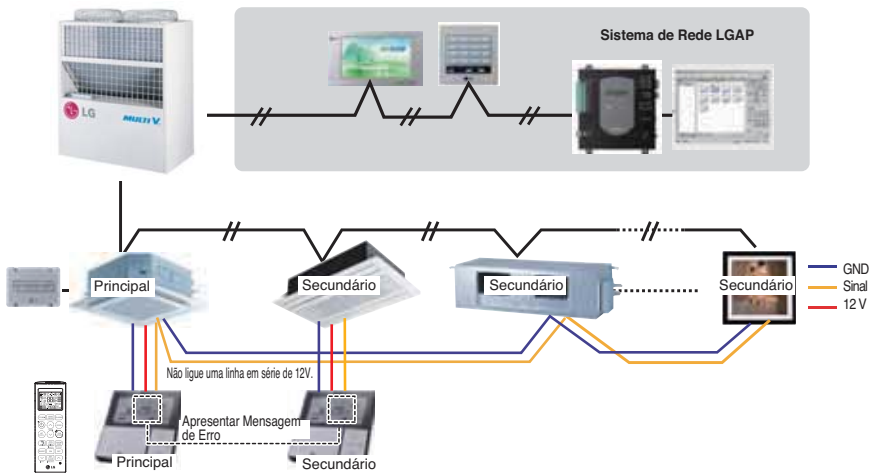 Sistema de Rede LGAP
LG
MULTI V.
Principal
Secundário
Secundário
Secundário
GND
Sinal
12 V
Não ligue uma linha em série de 12V.
Apresentar Mensagem
de Erro
Principal
Secundário
LG